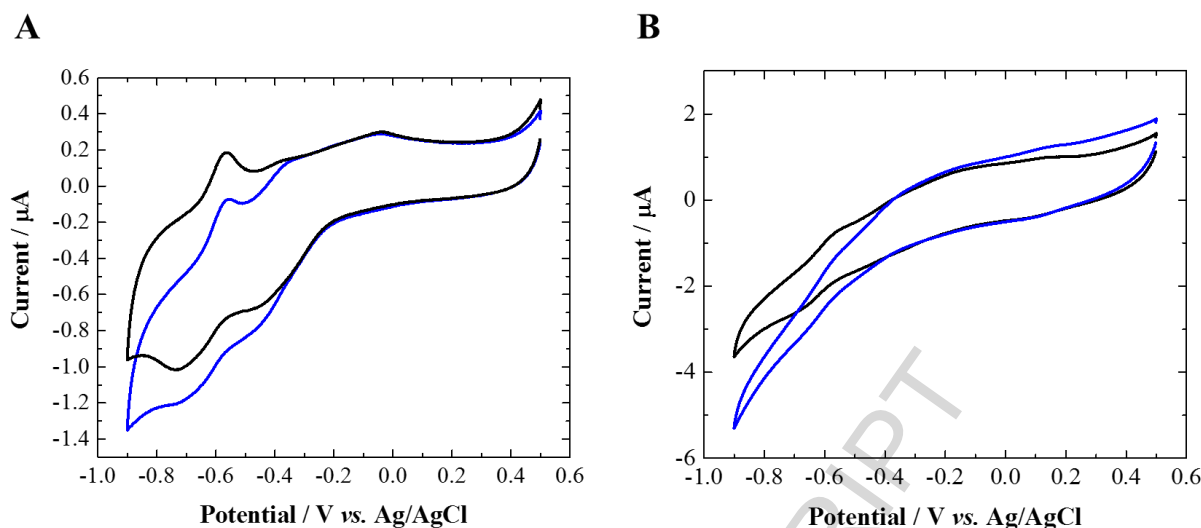 A
B
0.6
0.4
0.2
0.0
-0.2
-0.4
-0.6
-0.8
-1.0
-1.2
-1.4
Current / µA
-1.0 -0.8 -0.6 -0.4 -0.2 0.0 0.2 0.4 0.6
Potential / V vs. Ag/AgCl
2
0
-2
-4
-6
Current / µA
-1.0 -0.8 -0.6 -0.4 -0.2 0.0 0.2 0.4 0.6
Potential / V vs. Ag/AgCl
RIPT